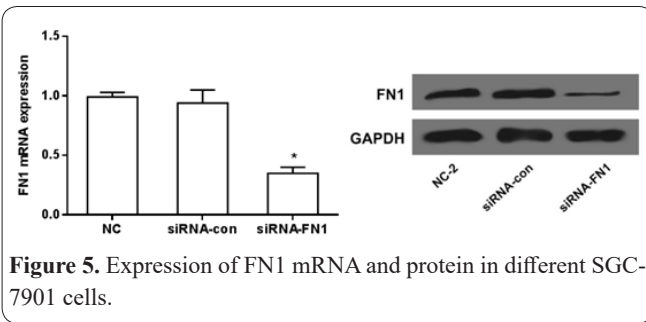 1.5
1.0
0.5
0.0
FN1 mRNA expression
*
NC siRNA-con siRNA-FN1
FN1
GAPDH
NC-2 siRNA-con siRNA-FN1
Figure 5. Expression of FN1 mRNA and protein in different SGC-
7901 cells.